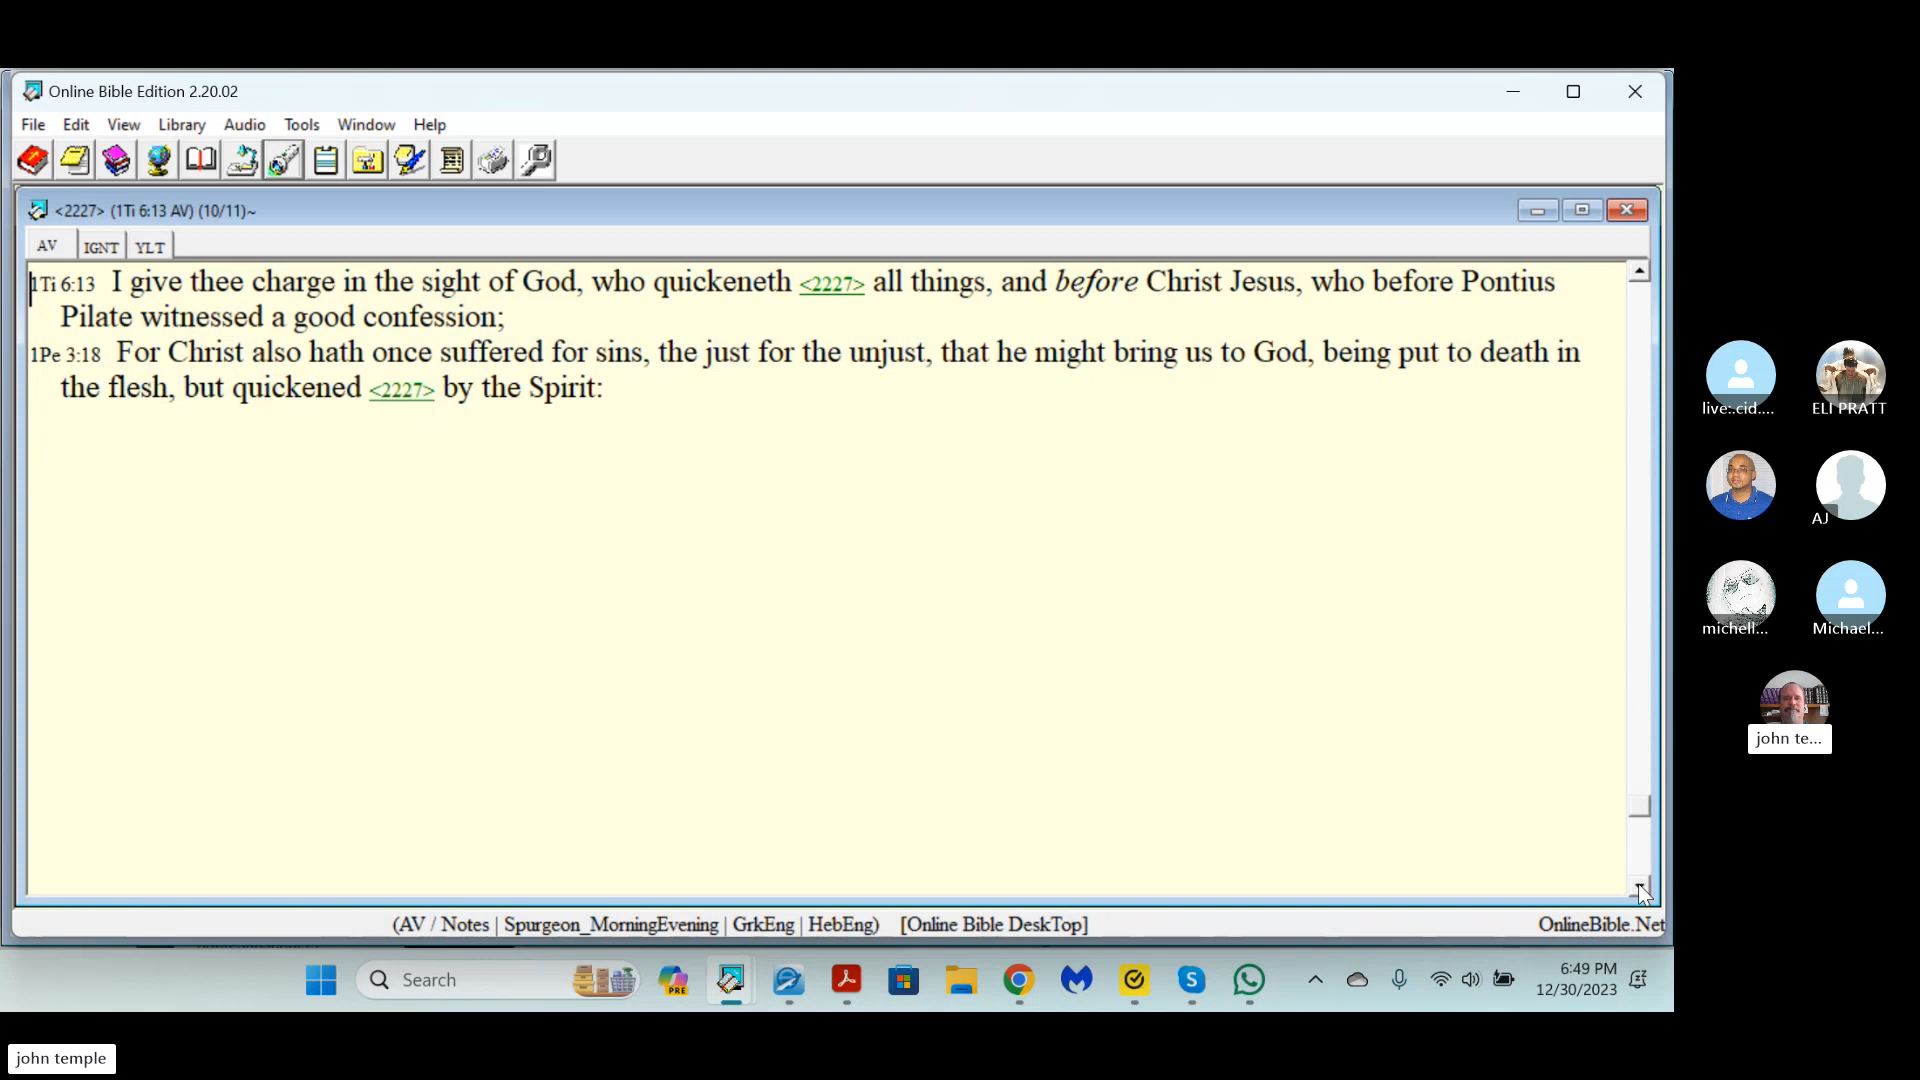 Online Bible Edition 2.20.02
File Edit View Library Audio Tools Window Help
<2227> (1Ti 6:13 AV) (10/11)~
AV IGNT YLT
1Ti 6:13 I give thee charge in the sight of God, who quickeneth <2227> all things, and before Christ Jesus, who before Pontius
Pilate witnessed a good confession;
1Pe 3:18 For Christ also hath once suffered for sins, the just for the unjust, that he might bring us to God, being put to death in
the flesh, but quickened <2227> by the Spirit:
live:.cid....
ELI PRATT
AJ
michell...
Michael...
john te...
(AV / Notes | Spurgeon_MorningEvening | GrkEng | HebEng) [Online Bible DeskTop]
OnlineBible.Net
Search
PRE
6:49 PM
12/30/2023
john temple